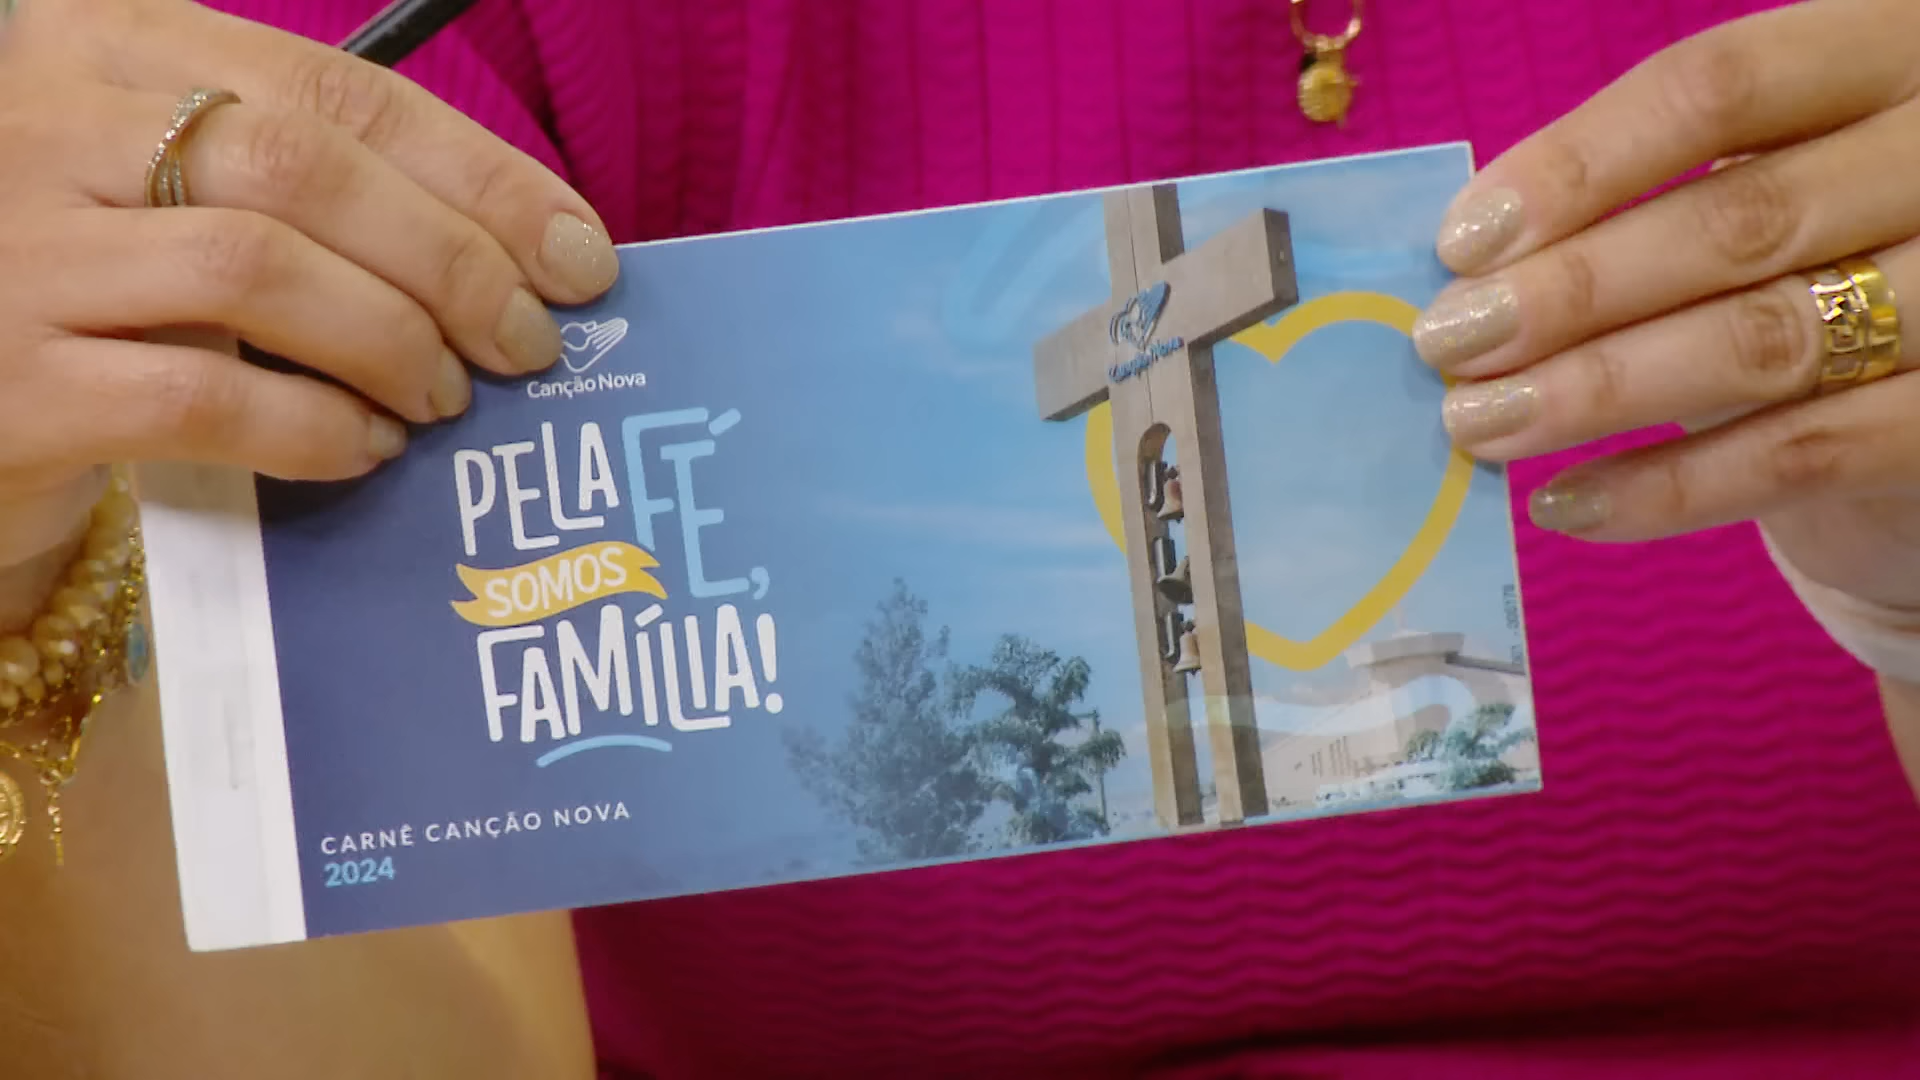 Canção Nova
PELA FÉ,
SOMOS
FAMÍLIA!
CARNÊ CANÇÃO NOVA
2024
Canção Nova